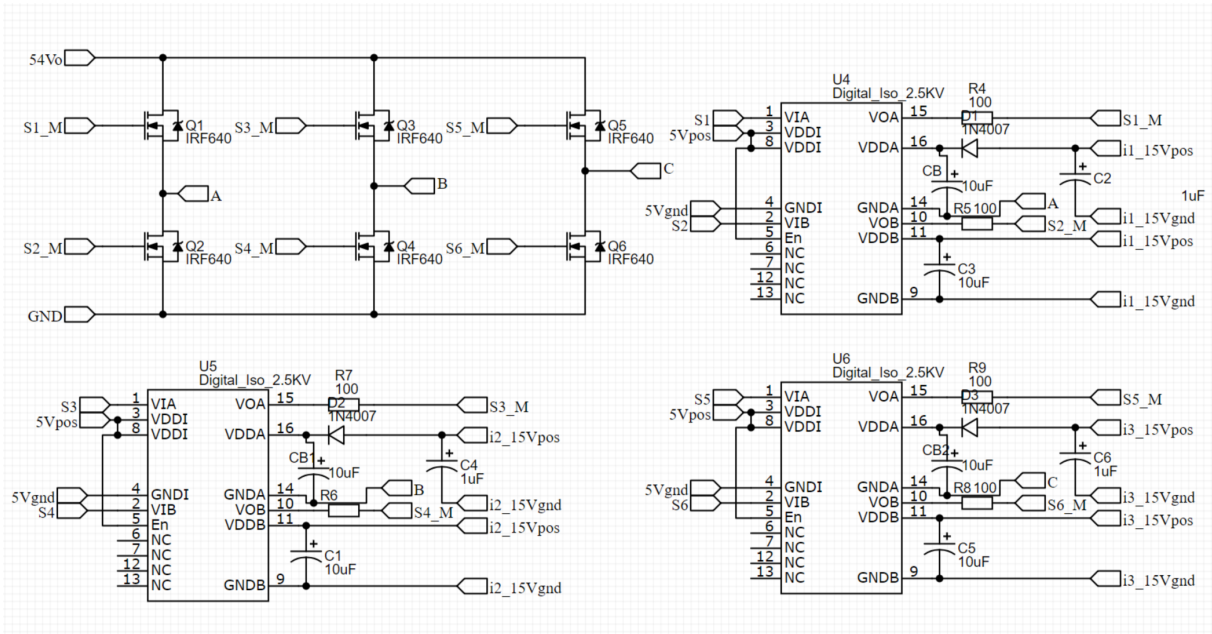 54Vo
S1_M
Q1
IRF640
S3_M
Q3
IRF640
S5_M
Q5
IRF640
A
B
C
S2_M
Q2
IRF640
S4_M
Q4
IRF640
S6_M
Q6
IRF640
GND
U4
Digital_Iso_2.5KV
S1
5Vpos
1
3
8
VIA
VDDI
VDDI
VOA
15
R4
100
D1
1N4007
S1_M
VDDA
16
i1_15Vpos
CB
+
10uF
+
C2
1uF
5Vgnd
S2
4
2
5
6
7
12
13
GNDI
VIB
En
NC
NC
NC
NC
GNDA
14
VOB
10
VDDB
11
R5
100
A
i1_15Vgnd
S2_M
i1_15Vpos
+
C3
10uF
GNDB
9
i1_15Vgnd
U5
Digital_Iso_2.5KV
S3
5Vpos
1
3
8
VIA
VDDI
VDDI
VOA
15
R7
100
D2
1N4007
S3_M
VDDA
16
i2_15Vpos
CB1
+
10uF
+
C4
1uF
5Vgnd
S4
4
2
5
6
7
12
13
GNDI
VIB
En
NC
NC
NC
NC
GNDA
14
VOB
10
VDDB
11
R6
B
i2_15Vgnd
S4_M
i2_15Vpos
+
C1
10uF
GNDB
9
i2_15Vgnd
U6
Digital_Iso_2.5KV
S5
5Vpos
1
3
8
VIA
VDDI
VDDI
VOA
15
R9
100
D3
1N4007
S5_M
VDDA
16
i3_15Vpos
CB2
+
10uF
+
C6
1uF
5Vgnd
S6
4
2
5
6
7
12
13
GNDI
VIB
En
NC
NC
NC
NC
GNDA
14
VOB
10
VDDB
11
R8
100
C
i3_15Vgnd
S6_M
i3_15Vpos
+
C5
10uF
GNDB
9
i3_15Vgnd